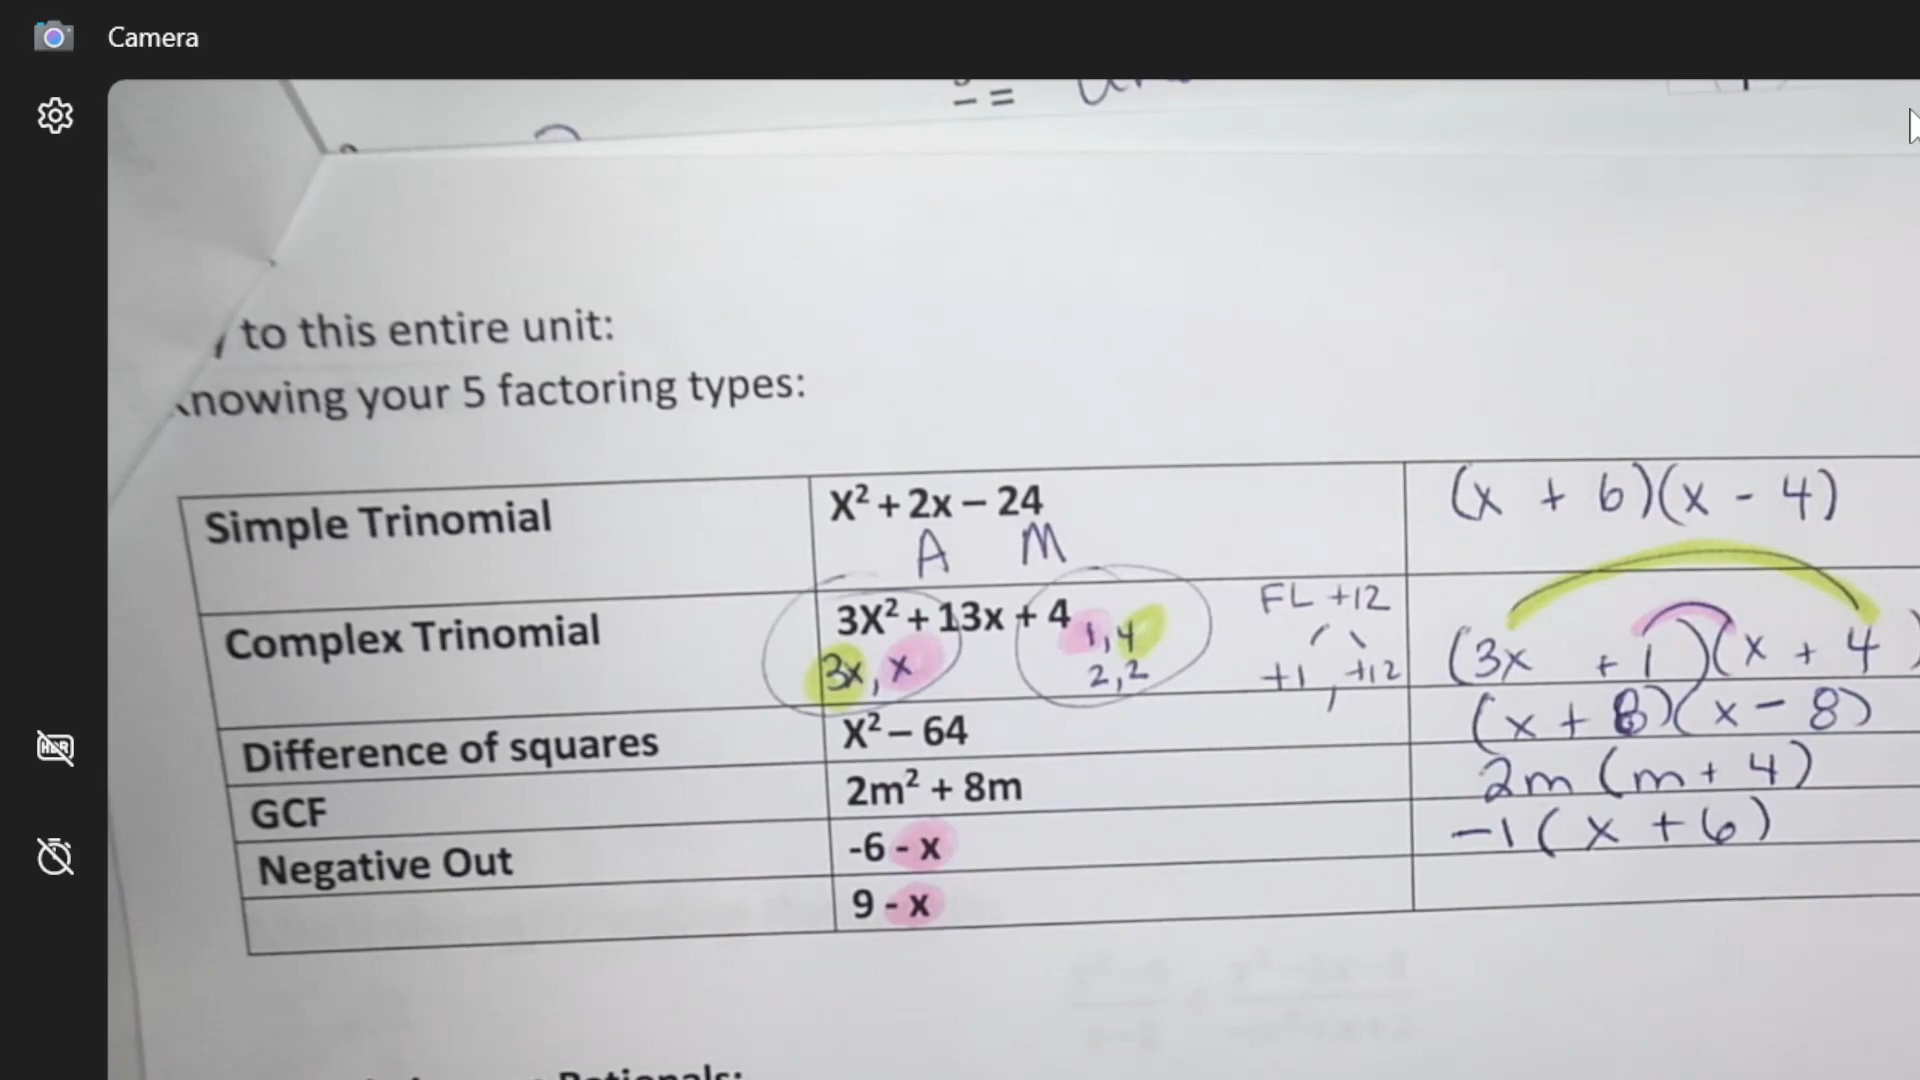 Camera
=
to this entire unit:
knowing your 5 factoring types:
Simple Trinomial
X² + 2x – 24
A M
(x + 6)(x - 4)
Complex Trinomial
3X² + 13x + 4
3x, x
1, 4
2, 2
FL +12
+1 , +12
(3x + 1)(x + 4)
Difference of squares
X² – 64
(x + 8)(x - 8)
GCF
2m² + 8m
2m (m + 4)
Negative Out
-6 - x
-1 ( x + 6)
9 - x
Rationals: